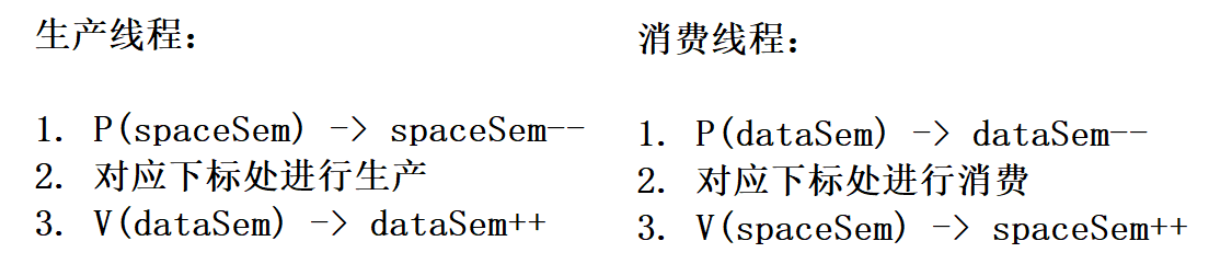 生产线程：
1. P(spaceSem) -> spaceSem--
2. 对应下标处进行生产
3. V(dataSem) -> dataSem++
消费线程：
1. P(dataSem) -> dataSem--
2. 对应下标处进行消费
3. V(spaceSem) -> spaceSem++